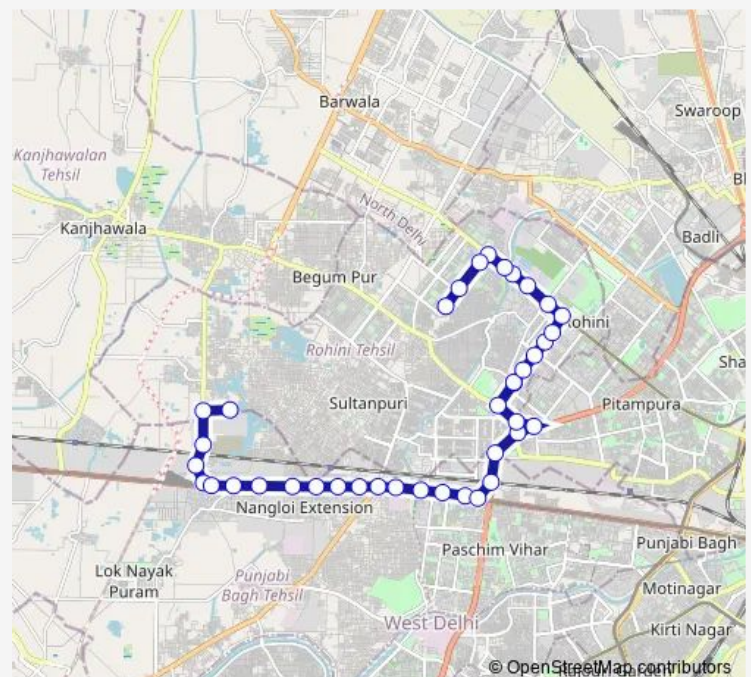 Barwala
Swaroop
Kanjhawalan
Tehsil
North Delhi
Kanjhawala
Badli
Begum Pur
Rohini Tehsil
Sultanpuri
Pitampura
Nangloi Extension
Paschim Vihar
Punjabi Bagh
Lok Nayak
Puram
Punjabi
Bagh Tehsil
Motinagar
West Delhi
Kirti Nagar
© OpenStreetMap contributors